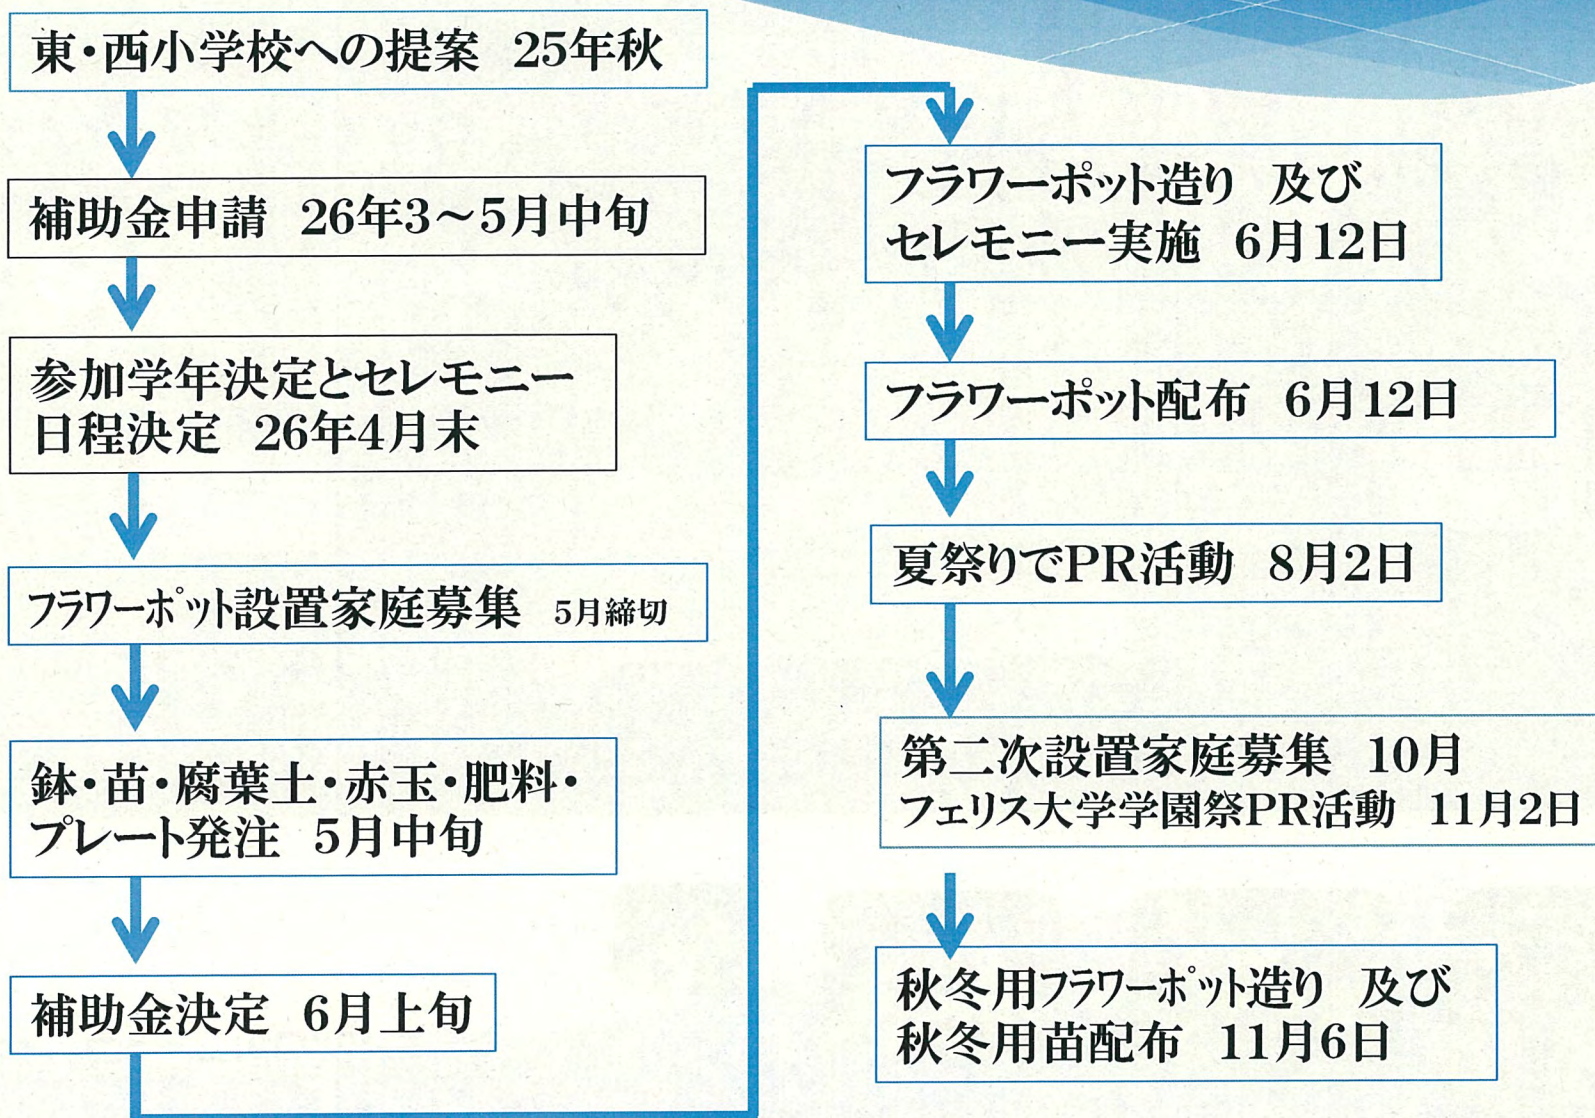 東・西小学校への提案 25年秋
補助金申請 26年3～5月中旬
参加学年決定とセレモニー
日程決定 26年4月末
フラワーポット設置家庭募集 5月締切
鉢・苗・腐葉土・赤玉・肥料・
プレート発注 5月中旬
補助金決定 6月上旬
フラワーポット造り 及び
セレモニー実施 6月12日
フラワーポット配布 6月12日
夏祭りでPR活動 8月2日
第二次設置家庭募集 10月
フェリス大学学園祭PR活動 11月2日
秋冬用フラワーポット造り 及び
秋冬用苗配布 11月6日